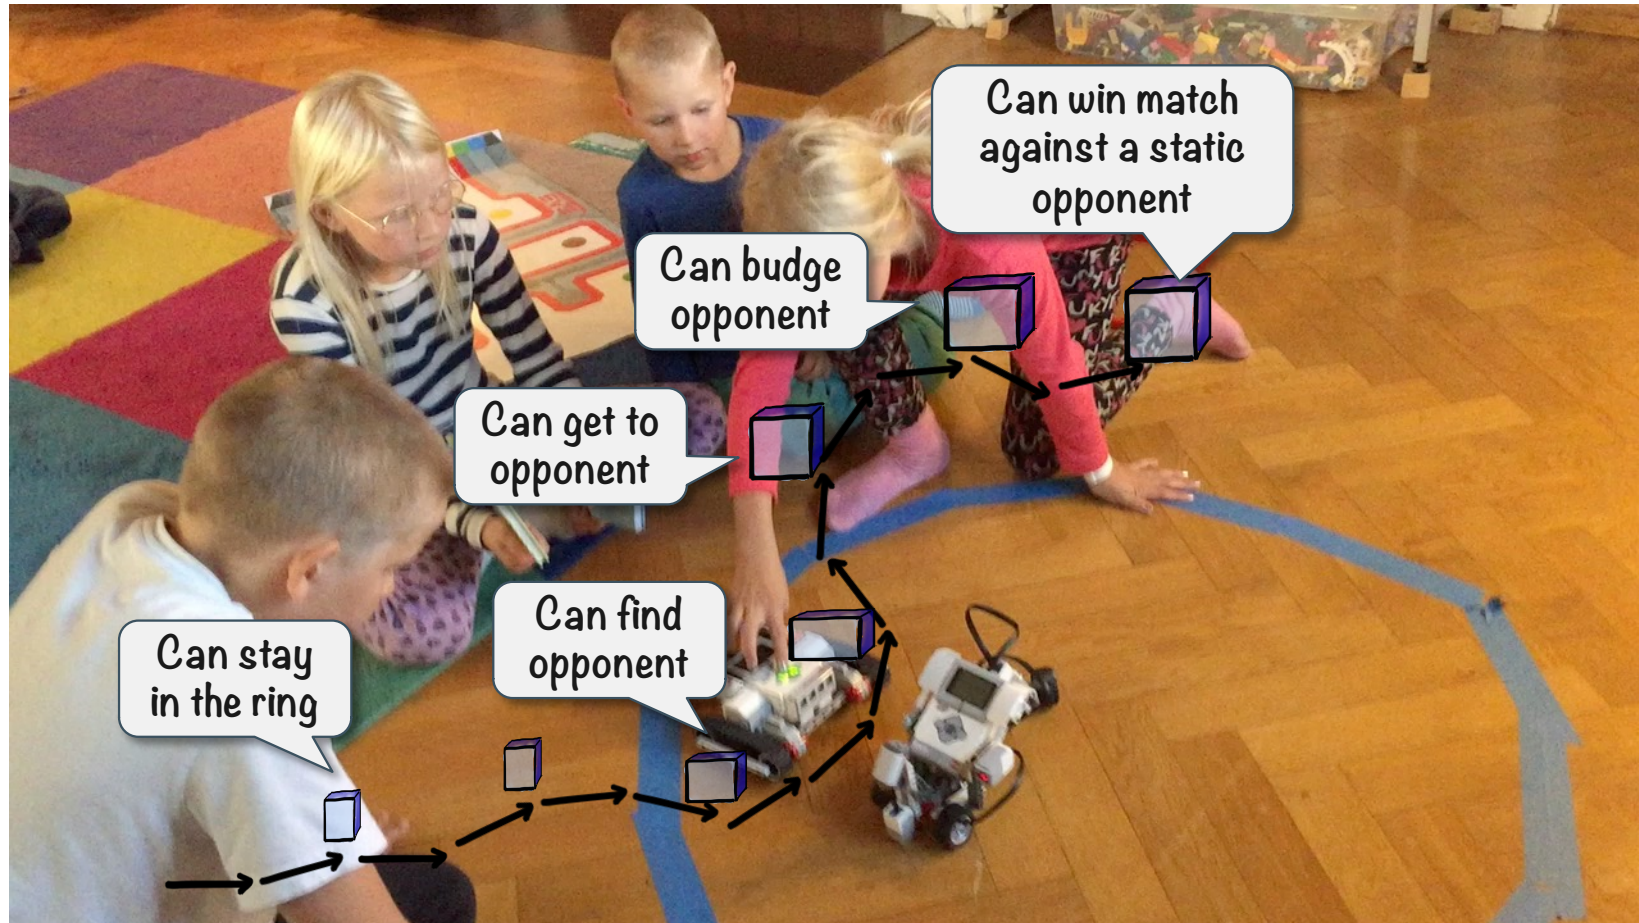 Can win match
against a static
opponent
Can budge
opponent
Can get to
opponent
Can find
opponent
Can stay
in the ring